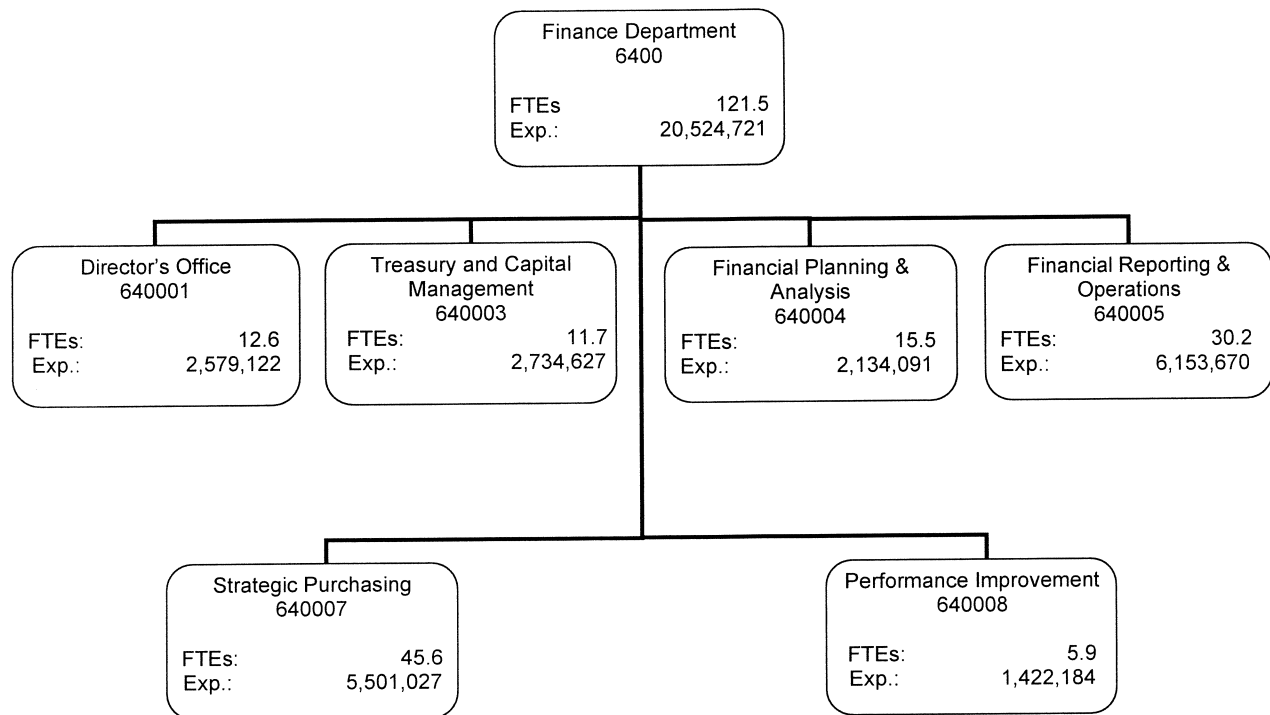 Finance Department
6400
FTEs 121.5
Exp.: 20,524,721
Director's Office
640001
FTEs: 12.6
Exp.: 2,579,122
Treasury and Capital
Management
640003
FTEs: 11.7
Exp.: 2,734,627
Financial Planning &
Analysis
640004
FTEs: 15.5
Exp.: 2,134,091
Financial Reporting &
Operations
640005
FTEs: 30.2
Exp.: 6,153,670
Strategic Purchasing
640007
FTEs: 45.6
Exp.: 5,501,027
Performance Improvement
640008
FTEs: 5.9
Exp.: 1,422,184